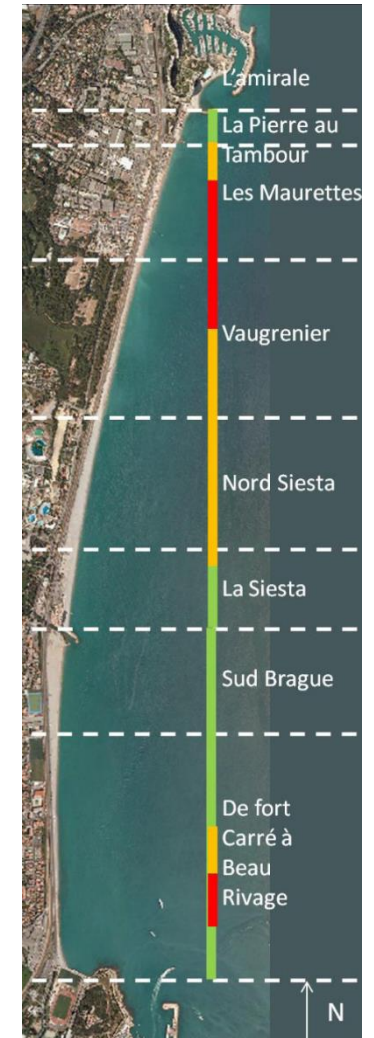 L'amirale
La Pierre au
Tambour
Les Maurettes
Vaugrenier
Nord Siesta
La Siesta
Sud Brague
De fort
Carré à
Beau
Rivage
N